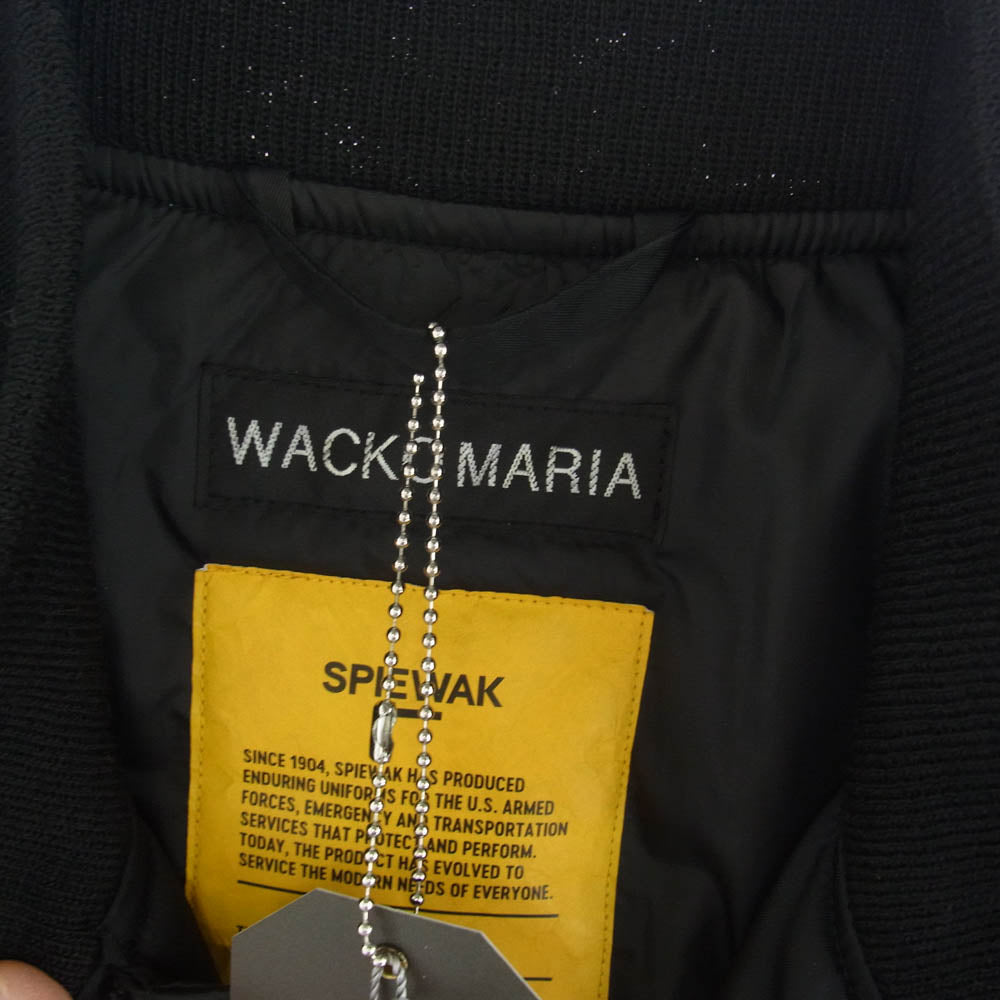 WACKO MARIA
SPIEWAK
SINCE 1904, SPIEWAK HAS PRODUCED
ENDURING UNIFORMS FOR THE U.S. ARMED
FORCES, EMERGENCY AND TRANSPORTATION
SERVICES THAT PROTECT AND PERFORM.
TODAY, THE PRODUCT HAS EVOLVED TO
SERVICE THE MODERN NEEDS OF EVERYONE.